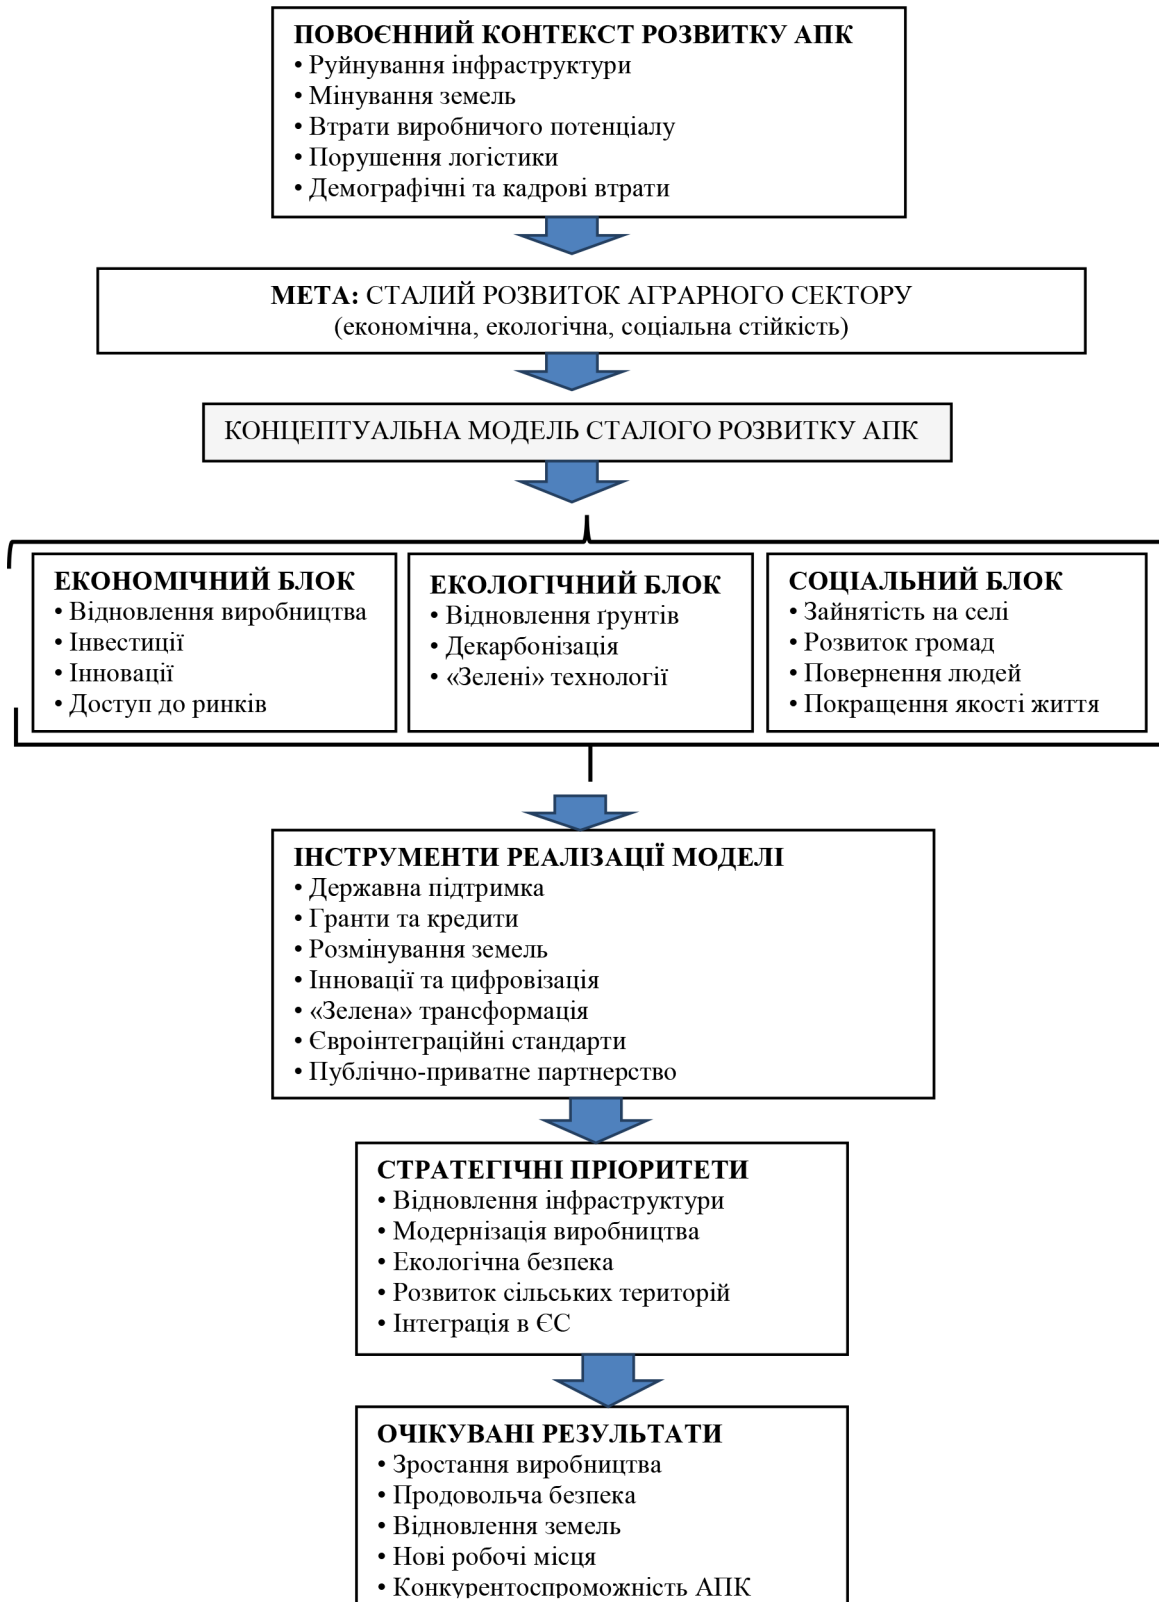 ПОВОЄННИЙ КОНТЕКСТ РОЗВИТКУ АПК
• Руйнування інфраструктури
• Мінування земель
• Втрати виробничого потенціалу
• Порушення логістики
• Демографічні та кадрові втрати
МЕТА: СТАЛИЙ РОЗВИТОК АГРАРНОГО СЕКТОРУ
(економічна, екологічна, соціальна стійкість)
КОНЦЕПТУАЛЬНА МОДЕЛЬ СТАЛОГО РОЗВИТКУ АПК
ЕКОНОМІЧНИЙ БЛОК
• Відновлення виробництва
• Інвестиції
• Інновації
• Доступ до ринків
ЕКОЛОГІЧНИЙ БЛОК
• Відновлення ґрунтів
• Декарбонізація
• «Зелені» технології
СОЦІАЛЬНИЙ БЛОК
• Зайнятість на селі
• Розвиток громад
• Повернення людей
• Покращення якості життя
ІНСТРУМЕНТИ РЕАЛІЗАЦІЇ МОДЕЛІ
• Державна підтримка
• Гранти та кредити
• Розмінування земель
• Інновації та цифровізація
• «Зелена» трансформація
• Євроінтеграційні стандарти
• Публічно-приватне партнерство
СТРАТЕГІЧНІ ПРІОРИТЕТИ
• Відновлення інфраструктури
• Модернізація виробництва
• Екологічна безпека
• Розвиток сільських територій
• Інтеграція в ЄС
ОЧІКУВАНІ РЕЗУЛЬТАТИ
• Зростання виробництва
• Продовольча безпека
• Відновлення земель
• Нові робочі місця
• Конкурентоспроможність АПК